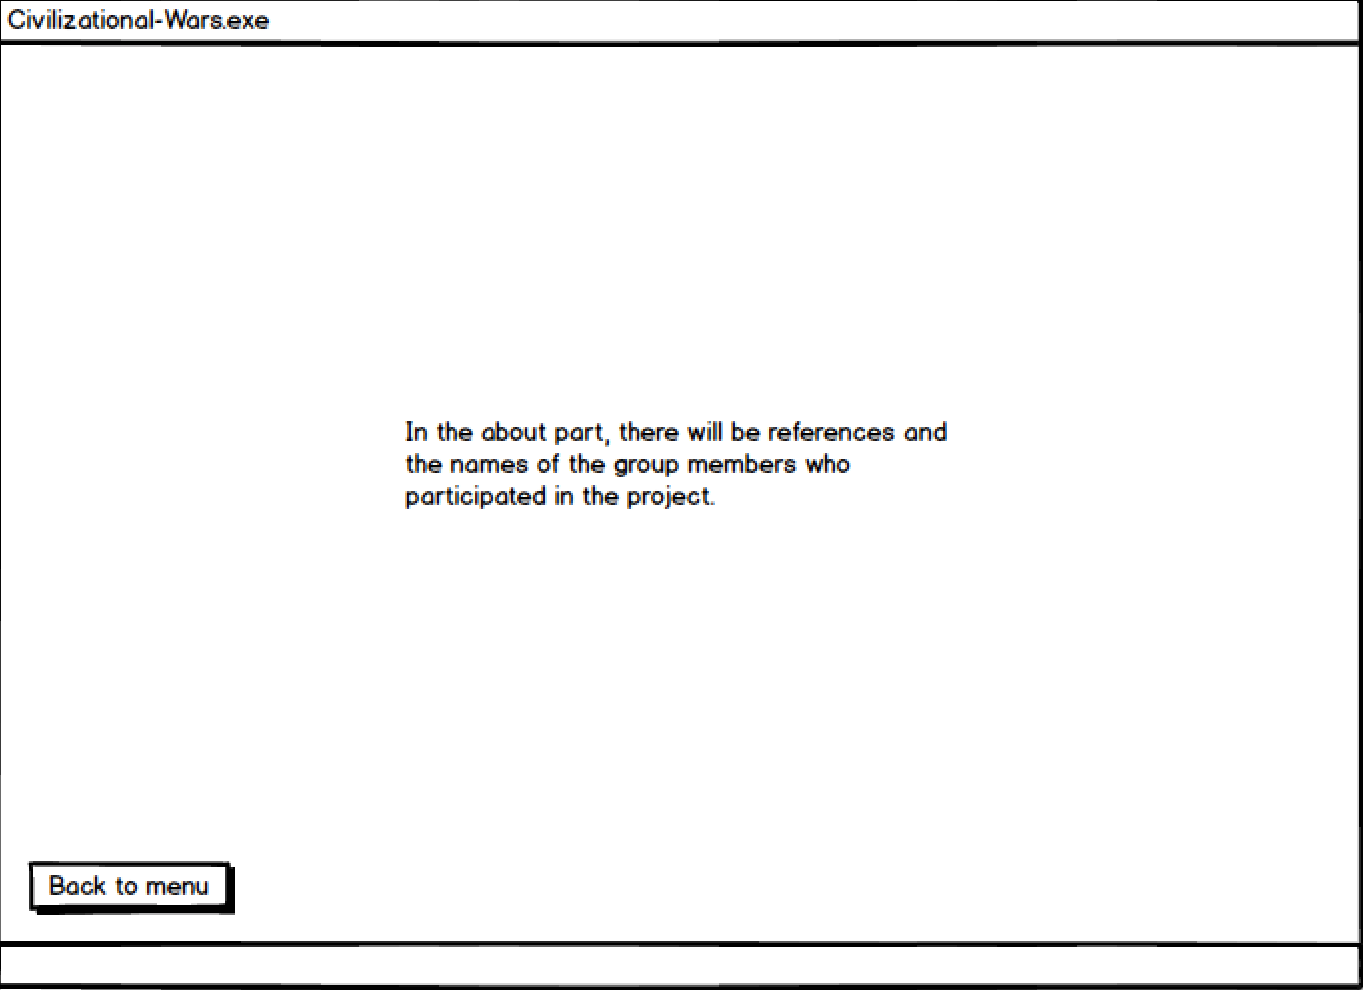 Civilizational-Wars.exe
In the about part, there will be references and
the names of the group members who
participated in the project.
Back to menu